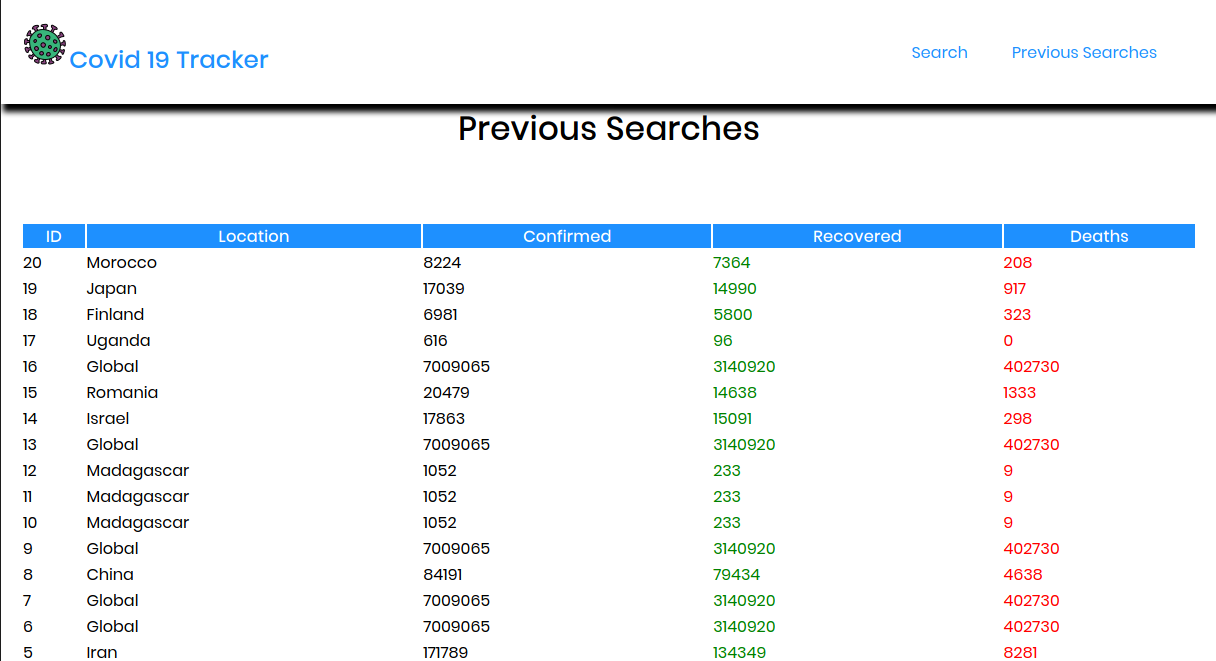 Covid 19 Tracker
Search Previous Searches
Previous Searches
ID Location Confirmed Recovered Deaths
20 Morocco 8224 7364 208
19 Japan 17039 14990 917
18 Finland 6981 5800 323
17 Uganda 616 96 0
16 Global 7009065 3140920 402730
15 Romania 20479 14638 1333
14 Israel 17863 15091 298
13 Global 7009065 3140920 402730
12 Madagascar 1052 233 9
11 Madagascar 1052 233 9
10 Madagascar 1052 233 9
9 Global 7009065 3140920 402730
8 China 84191 79434 4638
7 Global 7009065 3140920 402730
6 Global 7009065 3140920 402730
5 Iran 171789 134349 8281